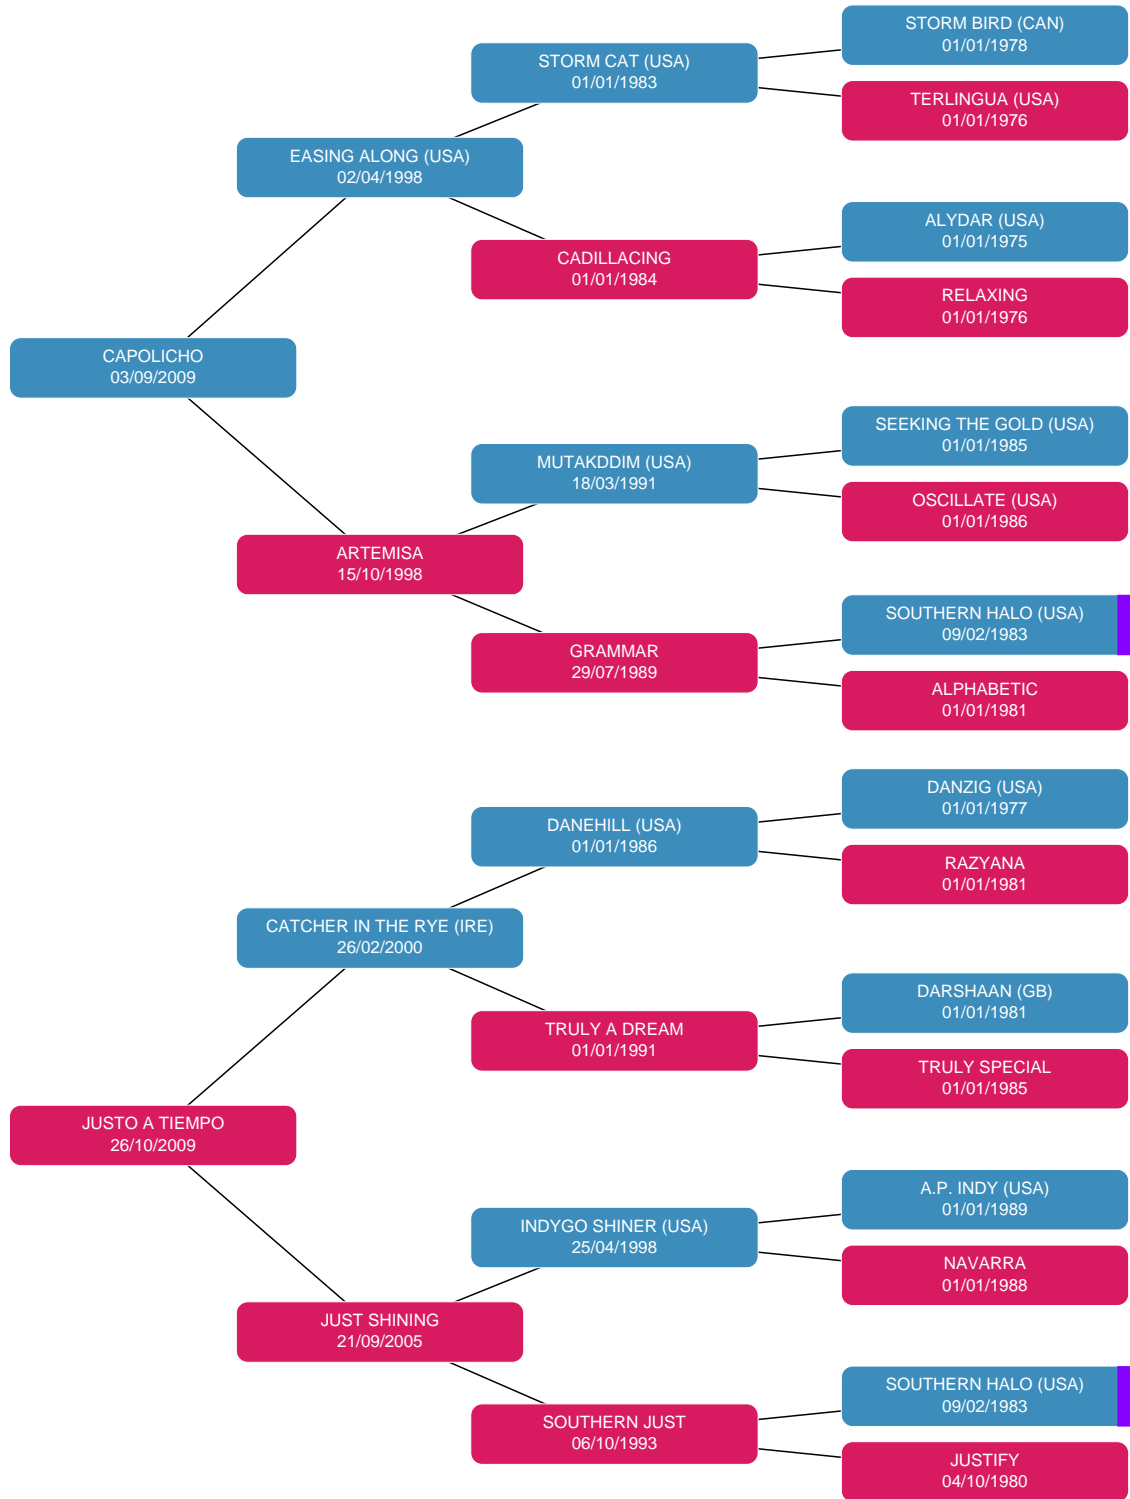 STORM BIRD (CAN)
01/01/1978
STORM CAT (USA)
01/01/1983
TERLINGUA (USA)
01/01/1976
EASING ALONG (USA)
02/04/1998
ALYDAR (USA)
01/01/1975
CADILLACING
01/01/1984
RELAXING
01/01/1976
CAPOLICHO
03/09/2009
SEEKING THE GOLD (USA)
01/01/1985
MUTAKDDIM (USA)
18/03/1991
OSCILLATE (USA)
01/01/1986
ARTEMISA
15/10/1998
SOUTHERN HALO (USA)
09/02/1983
GRAMMAR
29/07/1989
ALPHABETIC
01/01/1981
DANZIG (USA)
01/01/1977
DANEHILL (USA)
01/01/1986
RAZYANA
01/01/1981
CATCHER IN THE RYE (IRE)
26/02/2000
DARSHAAN (GB)
01/01/1981
TRULY A DREAM
01/01/1991
TRULY SPECIAL
01/01/1985
JUSTO A TIEMPO
26/10/2009
A.P. INDY (USA)
01/01/1989
INDYGO SHINER (USA)
25/04/1998
NAVARRA
01/01/1988
JUST SHINING
21/09/2005
SOUTHERN HALO (USA)
09/02/1983
SOUTHERN JUST
06/10/1993
JUSTIFY
04/10/1980